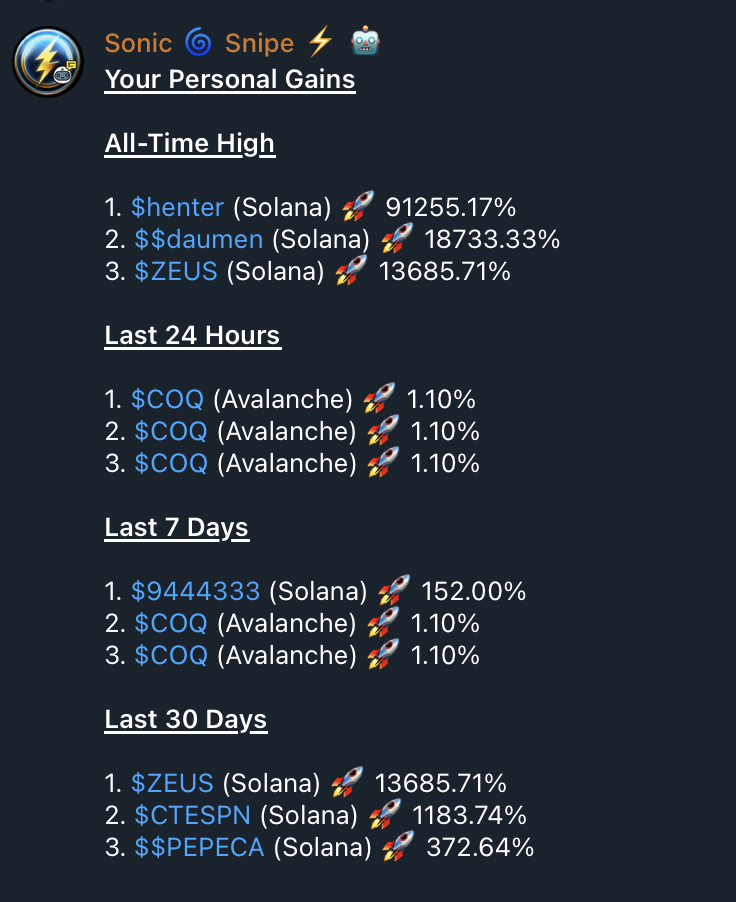 Sonic 🌀 Snipe ⚡ 🤖
Your Personal Gains
All-Time High
1. $henter (Solana) 🚀 91255.17%
2. $$daumen (Solana) 🚀 18733.33%
3. $ZEUS (Solana) 🚀 13685.71%
Last 24 Hours
1. $COQ (Avalanche) 🚀 1.10%
2. $COQ (Avalanche) 🚀 1.10%
3. $COQ (Avalanche) 🚀 1.10%
Last 7 Days
1. $9444333 (Solana) 🚀 152.00%
2. $COQ (Avalanche) 🚀 1.10%
3. $COQ (Avalanche) 🚀 1.10%
Last 30 Days
1. $ZEUS (Solana) 🚀 13685.71%
2. $CTESPN (Solana) 🚀 1183.74%
3. $$PEPECA (Solana) 🚀 372.64%